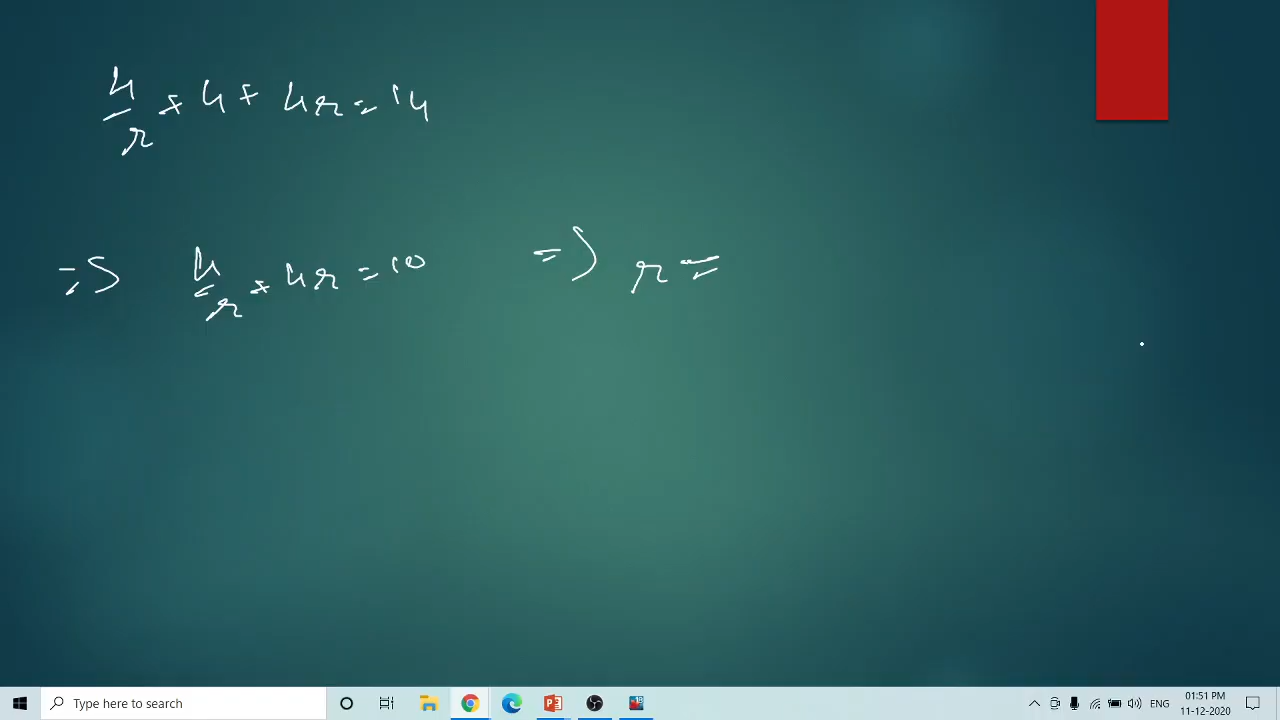 4/r + 4 + 4r = 14
=> 4/r + 4r = 10 => r =
Type here to search
ENG
01:51 PM
11-12-2020